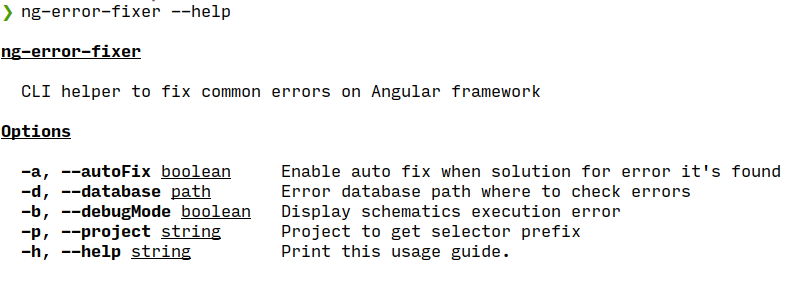 ❯ ng-error-fixer --help
ng-error-fixer
CLI helper to fix common errors on Angular framework
Options
-a, --autoFix boolean Enable auto fix when solution for error it's found
-d, --database path Error database path where to check errors
-b, --debugMode boolean Display schematics execution error
-p, --project string Project to get selector prefix
-h, --help string Print this usage guide.